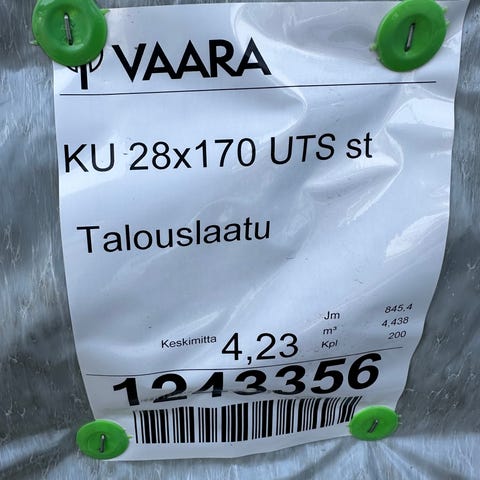 VAARA
KU 28x170 UTS st
Talouslaatu
Keskimitta 4,23
Jm 845,4
m³ 4,438
Kpl 200
1243356